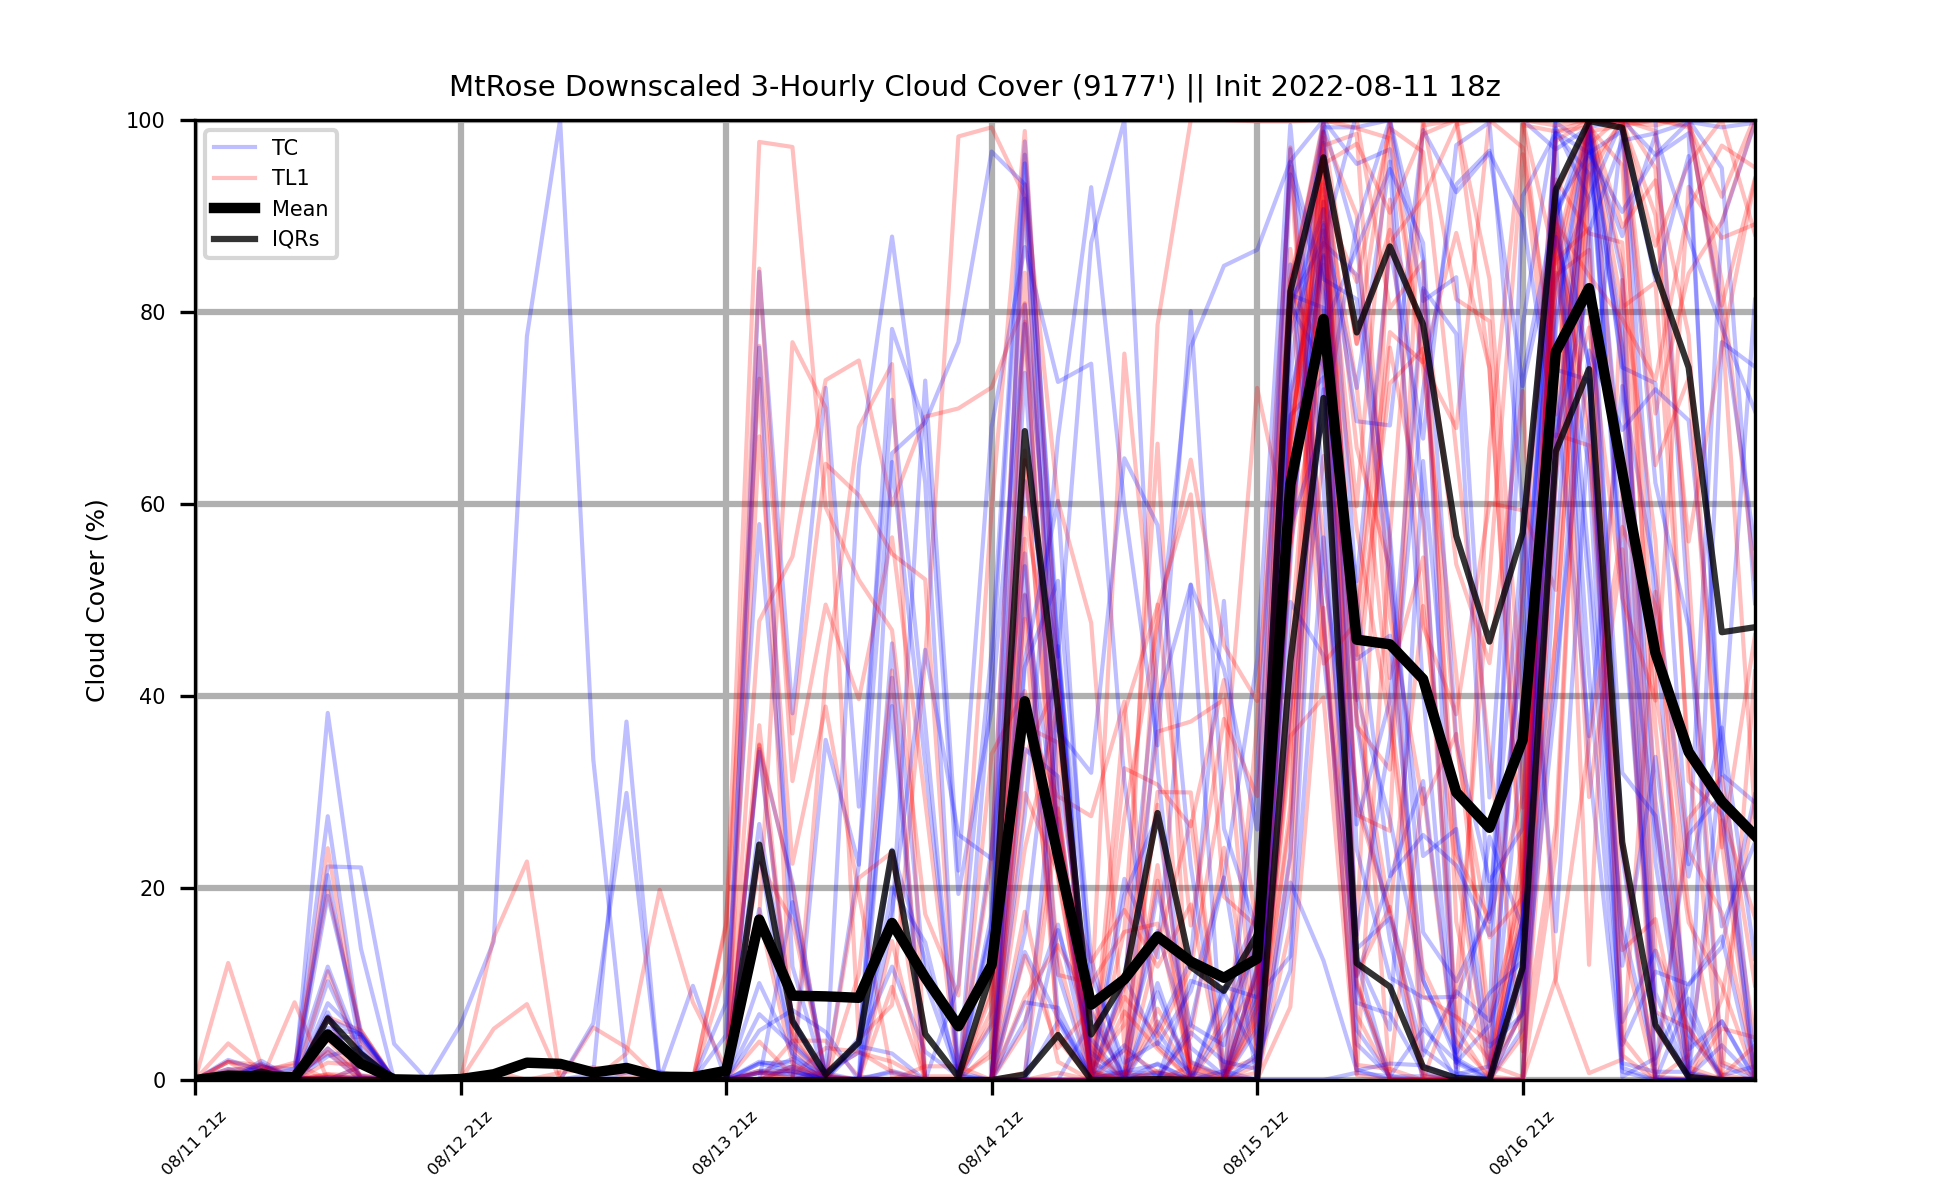 MtRose Downscaled 3-Hourly Cloud Cover (9177') || Init 2022-08-11 18z
TC
TL1
Mean
IQRs
Cloud Cover (%)
100
80
60
40
20
0
08/11 21z
08/12 21z
08/13 21z
08/14 21z
08/15 21z
08/16 21z